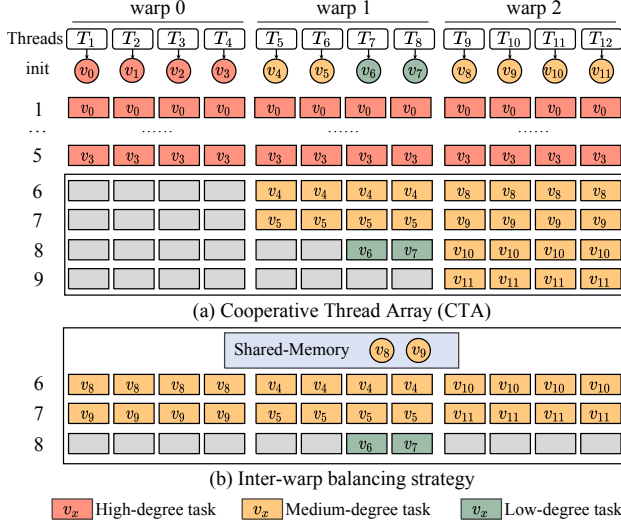 warp 0 warp 1 warp 2
Threads T1 T2 T3 T4 T5 T6 T7 T8 T9 T10 T11 T12
init v0 v1 v2 v3 v4 v5 v6 v7 v8 v9 v10 v11
1 v0 v0 v0 v0 v0 v0 v0 v0 v0 v0 v0 v0
... ...... ...... ......
5 v3 v3 v3 v3 v3 v3 v3 v3 v3 v3 v3 v3
6 v4 v4 v4 v4 v8 v8 v8 v8
7 v5 v5 v5 v5 v9 v9 v9 v9
8 v6 v7 v10 v10 v10 v10
9 v11 v11 v11 v11
(a) Cooperative Thread Array (CTA)
Shared-Memory v8 v9
6 v8 v8 v8 v8 v4 v4 v4 v4 v10 v10 v10 v10
7 v9 v9 v9 v9 v5 v5 v5 v5 v11 v11 v11 v11
8 v6 v7
(b) Inter-warp balancing strategy
vx High-degree task vx Medium-degree task vx Low-degree task